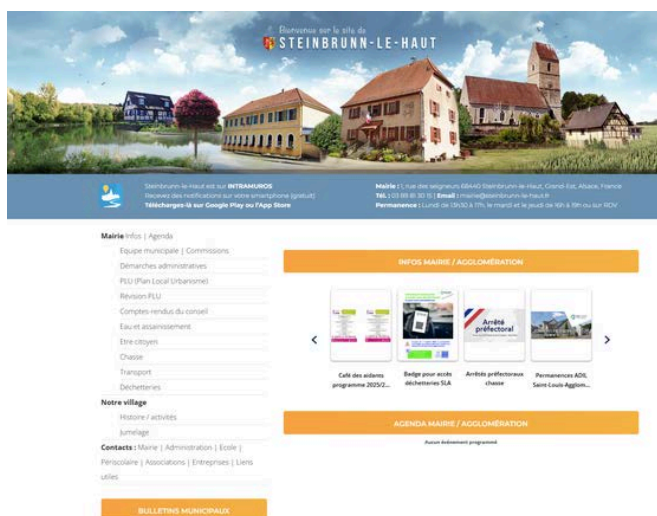 Bienvenue sur le site de
STEINBRUNN-LE-HAUT
Steinbrunn-le-Haut est sur INTRAMUROS
Recevez des notifications sur votre smartphone (gratuit)
Téléchargez-là sur Google Play ou l'App Store
Mairie : 1, rue des seigneurs 68440 Steinbrunn-le-Haut, Grand-Est, Alsace, France
Tél. : 03 89 81 30 15 | Email : mairie@steinbrunn-le-haut.fr
Permanence : Lundi de 13h30 à 17h, le mardi et le jeudi de 16h à 19h ou sur RDV
Mairie Infos | Agenda
Equipe municipale | Commissions
Démarches administratives
PLU (Plan Local Urbanisme)
Révision PLU
Comptes-rendus du conseil
Eau et assainissement
Etre citoyen
Chasse
Transport
Déchetteries
Notre village
Histoire / activités
Jumelage
Contacts : Mairie | Administration | Ecole |
Périscolaire | Associations | Entreprises | Liens
utiles
BULLETINS MUNICIPAUX
INFOS MAIRIE / AGGLOMÉRATION
Arrêté
préfectoral
Café des aidants
programme 2025/2...
Badge pour accès
déchetteries SLA
Arrêtés préfectoraux
chasse
Permanences ADIL
Saint-Louis Agglom...
AGENDA MAIRIE / AGGLOMÉRATION
Aucun événement programmé